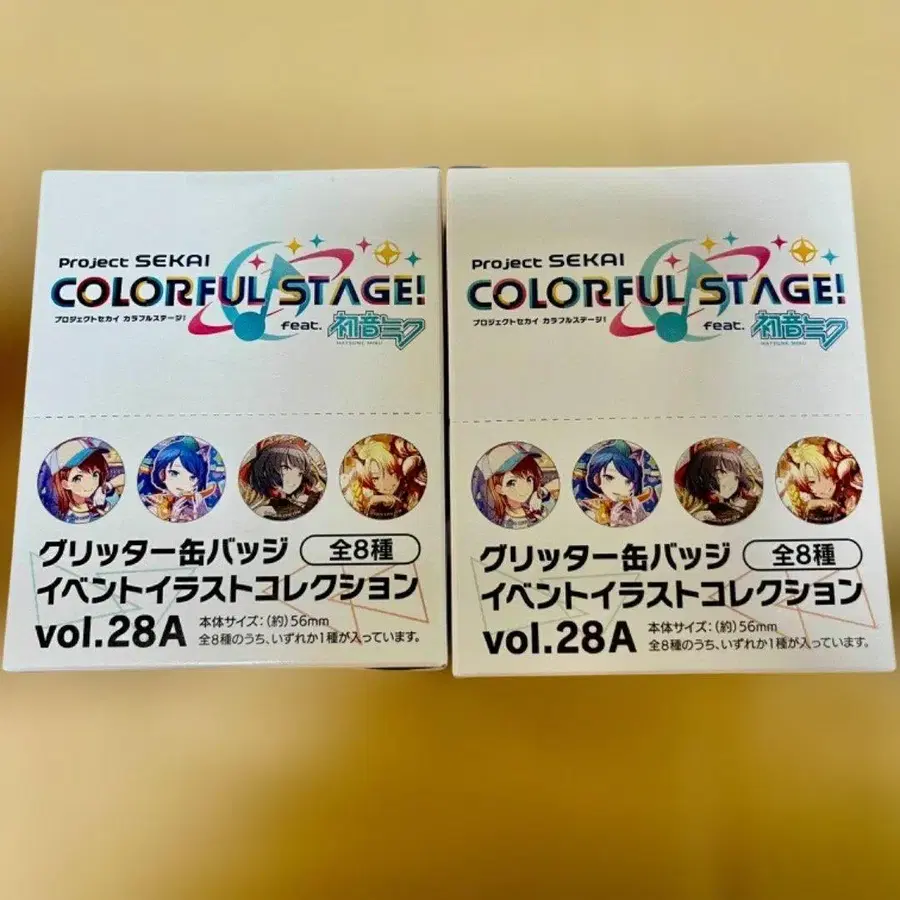 Project SEKAI
COLORFUL STAGE!
プロジェクトセカイ カラフルステージ!
feat. 初音ミク
HATSUNE MIKU
グリッター缶バッジ 全8種
イベントイラストコレクション
vol.28A
本体サイズ:(約)56mm
全8種のうち、いずれか1種が入っています。
Project SEKAI
COLORFUL STAGE!
プロジェクトセカイ カラフルステージ!
feat. 初音ミク
HATSUNE MIKU
グリッター缶バッジ 全8種
イベントイラストコレクション
vol.28A
本体サイズ:(約)56mm
全8種のうち、いずれか1種が入っています。